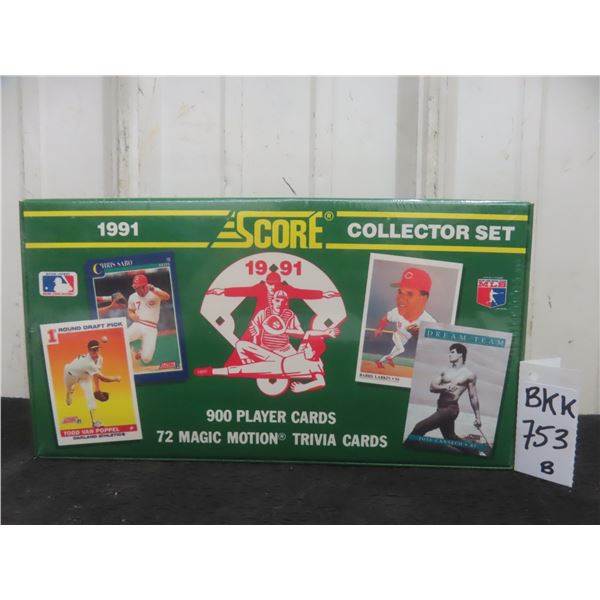 1991
SCORE®
COLLECTOR SET
1991
CHRIS SABO
1 ROUND DRAFT PICK
TODD VAN POPPEL
P
OAKLAND ATHLETICS
BARRY LARKIN • SS
DREAM TEAM
JOSE CANSECO
900 PLAYER CARDS
72 MAGIC MOTION® TRIVIA CARDS
BKK
753
B